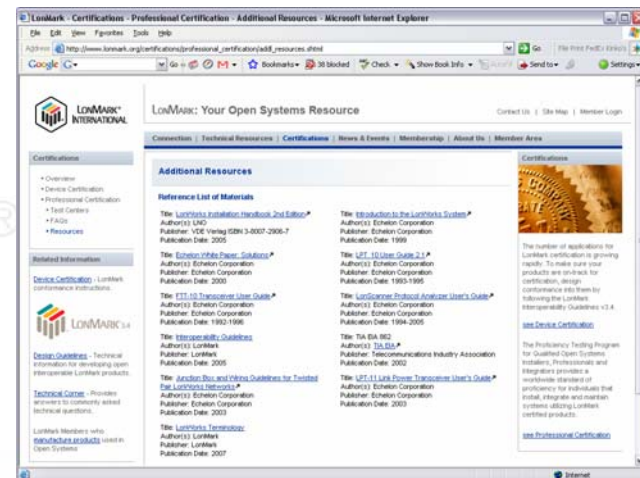 LonMark - Certifications - Professional Certification - Additional Resources - Microsoft Internet Explorer
File Edit View Favorites Tools Help
Address http://www.lonmark.org/certifications/professional_certification/addl_resources.shtml Go
Google G Go Bookmarks 38 blocked Check Show Book Info Send to Settings
LONMARK®
INTERNATIONAL
LONMARK: Your Open Systems Resource
Contact Us | Site Map | Member Login
Connection | Technical Resources | Certifications | News & Events | Membership | About Us | Member Area
Certifications
• Overview
• Device Certification
• Professional Certification
• Test Centers
• FAQs
• Resources
Related Information
Device Certification - LonMark
conformance instructions.
LONMARK 3.4
Design Guidelines - Technical
information for developing open
interoperable LonMark products.
Technical Corner - Provides
answers to commonly asked
technical questions.
LonMark Members who
manufacture products used in
Open Systems
Additional Resources
Reference List of Materials
Title: LonWorks Installation Handbook 2nd Edition
Author(s): LNO
Publisher: VDE Verlag ISBN 3-8007-2906-7
Publication Date: 2005
Title: Echelon White Paper: Solutions
Author(s): Echelon Corporation
Publisher: Echelon Corporation
Publication Date: 2000
Title: FTT-10 Transceiver User Guide
Author(s): Echelon Corporation
Publisher: Echelon Corporation
Publication Date: 1992-1996
Title: Interoperability Guidelines
Author(s): LonMark
Publisher: LonMark
Publication Date: 2005
Title: Junction Box and Wiring Guidelines for Twisted
Pair LonWorks Networks
Author(s): Echelon Corporation
Publisher: Echelon Corporation
Publication Date: 2003
Title: LonWorks Terminology
Author(s): LonMark
Publisher: LonMark
Publication Date: 2007
Title: Introduction to the LonWorks System
Author(s): Echelon Corporation
Publisher: Echelon Corporation
Publication Date: 1999
Title: LPT_10 User Guide 2.1
Author(s): Echelon Corporation
Publisher: Echelon Corporation
Publication Date: 1993-1995
Title: LonScanner Protocol Analyzer User's Guide
Author(s): Echelon Corporation
Publisher: Echelon Corporation
Publication Date: 1994-2005
Title: TIA EIA 862
Author(s): TIA EIA
Publisher: Telecommunications Industry Association
Publication Date: 2002
Title: LPT-11 Link Power Transceiver User's Guide
Author(s): Echelon Corporation
Publisher: Echelon Corporation
Publication Date: 2003
Certifications
The number of applications for
LonMark certification is growing
rapidly. To make sure your
products are on-track for
certification, design
conformance into them by
following the LonMark
Interoperability Guidelines v3.4.
see Device Certification
The Proficiency Testing Program
for Qualified Open Systems
Installers, Professionals and
Integrators provides a
worldwide standard of
proficiency for individuals that
install, integrate and maintain
systems utilizing LonMark
certified products.
see Professional Certification
Internet